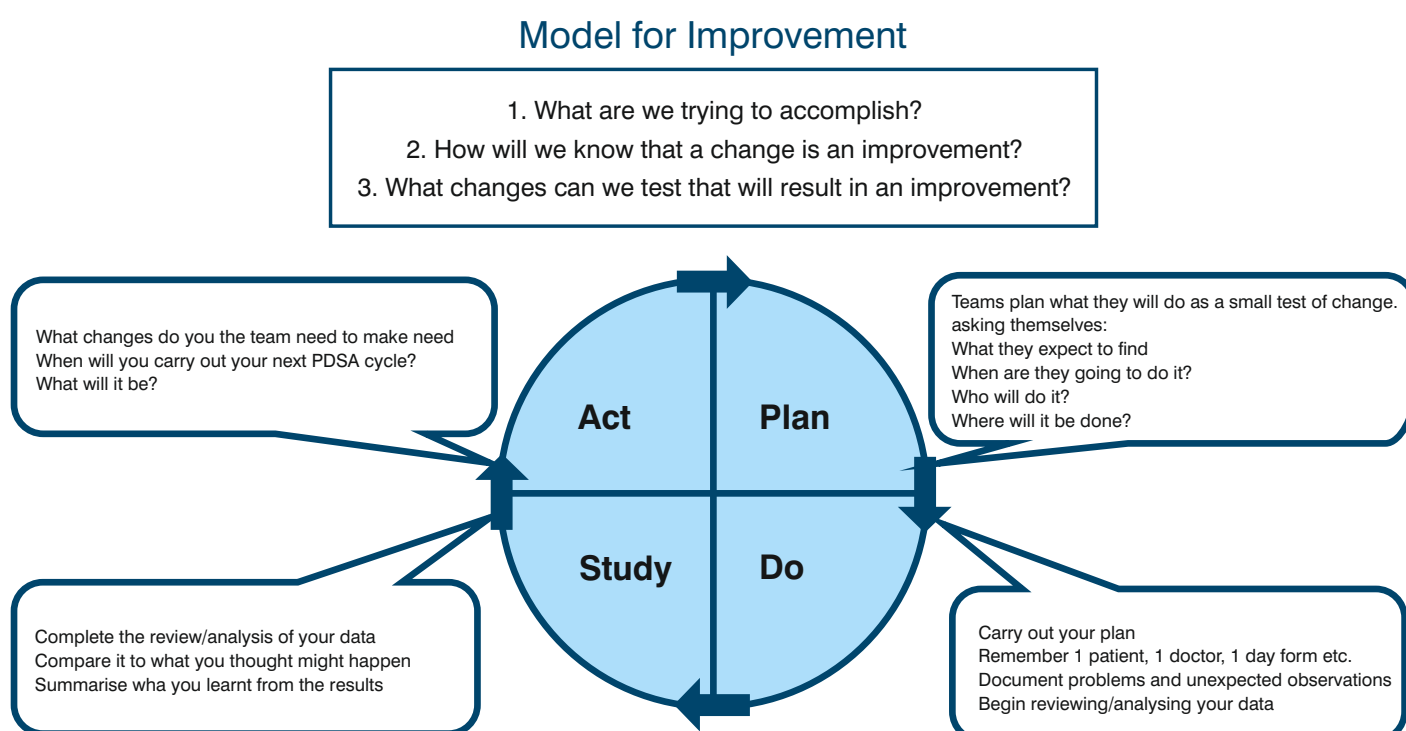 Model for Improvement
1. What are we trying to accomplish?
2. How will we know that a change is an improvement?
3. What changes can we test that will result in an improvement?
What changes do you the team need to make need
When will you carry out your next PDSA cycle?
What will it be?
Teams plan what they will do as a small test of change.
asking themselves:
What they expect to find
When are they going to do it?
Who will do it?
Where will it be done?
Act
Plan
Study
Do
Complete the review/analysis of your data
Compare it to what you thought might happen
Summarise wha you learnt from the results
Carry out your plan
Remember 1 patient, 1 doctor, 1 day form etc.
Document problems and unexpected observations
Begin reviewing/analysing your data